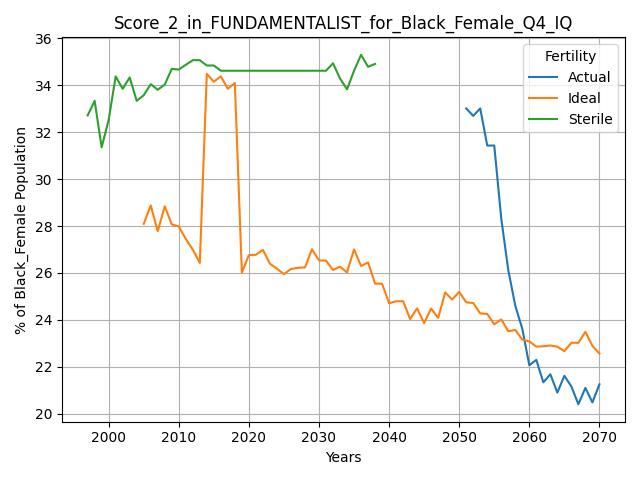 Score_2_in_FUNDAMENTALIST_for_Black_Female_Q4_IQ
% of Black_Female Population
36
34
32
30
28
26
24
22
20
Fertility
Actual
Ideal
Sterile
2000 2010 2020 2030 2040 2050 2060 2070
Years